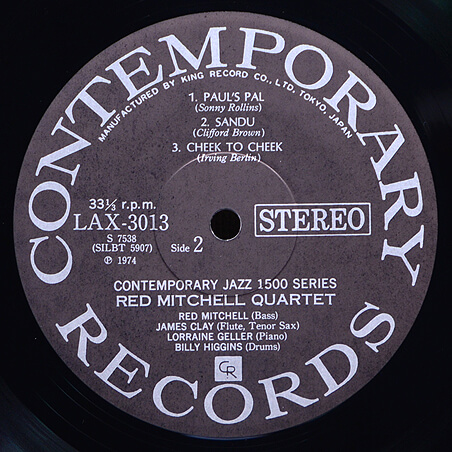 CONTEMPORARY
MANUFACTURED BY KING RECORD CO., LTD. TOKYO, JAPAN
1. PAUL'S PAL
(Sonny Rollins)
2. SANDU
(Clifford Brown)
3. CHEEK TO CHEEK
(Irving Berlin)
33⅓ r.p.m.
LAX-3013
S 7538
(SILBT 5907)
Ⓟ 1974
Side 2
STEREO
CONTEMPORARY JAZZ 1500 SERIES
RED MITCHELL QUARTET
RED MITCHELL (Bass)
JAMES CLAY (Flute, Tenor Sax)
LORRAINE GELLER (Piano)
BILLY HIGGINS (Drums)
CR
RECORDS